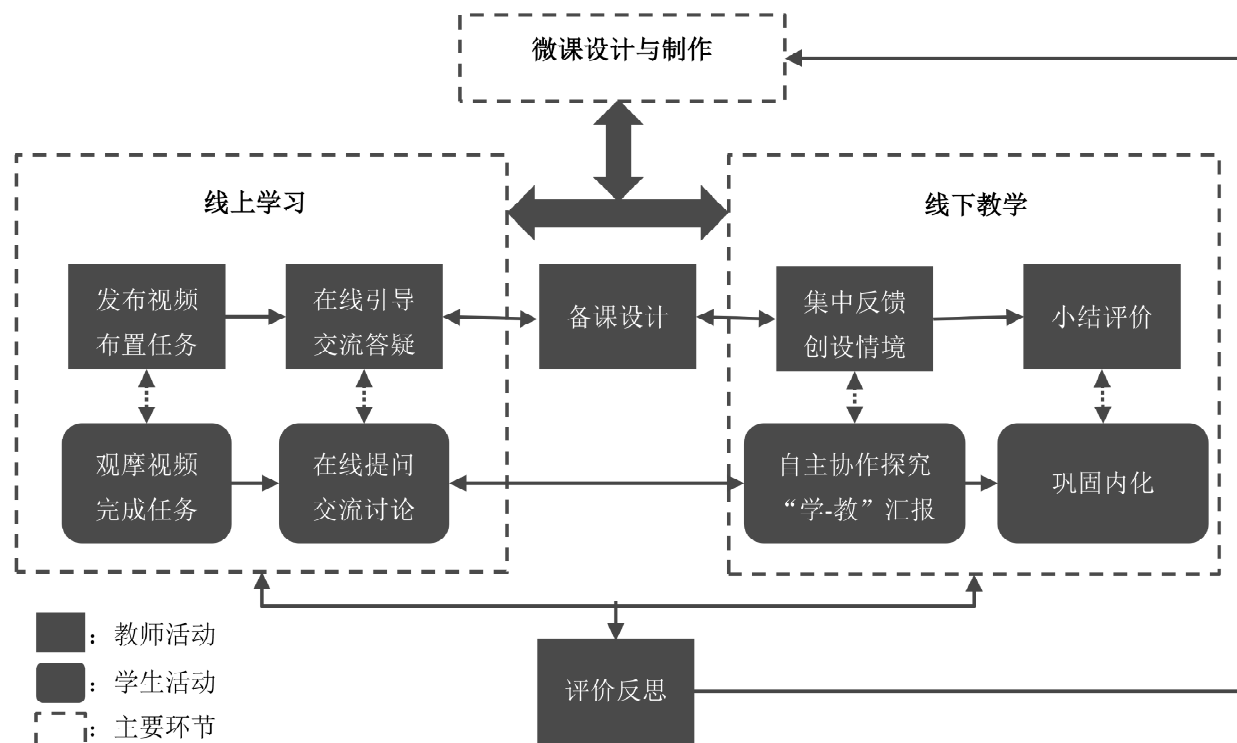 微课设计与制作
线上学习
线下教学
发布视频
布置任务
在线引导
交流答疑
备课设计
集中反馈
创设情境
小结评价
观摩视频
完成任务
在线提问
交流讨论
自主协作探究
“学-教”汇报
巩固内化
：教师活动
：学生活动
：主要环节
评价反思